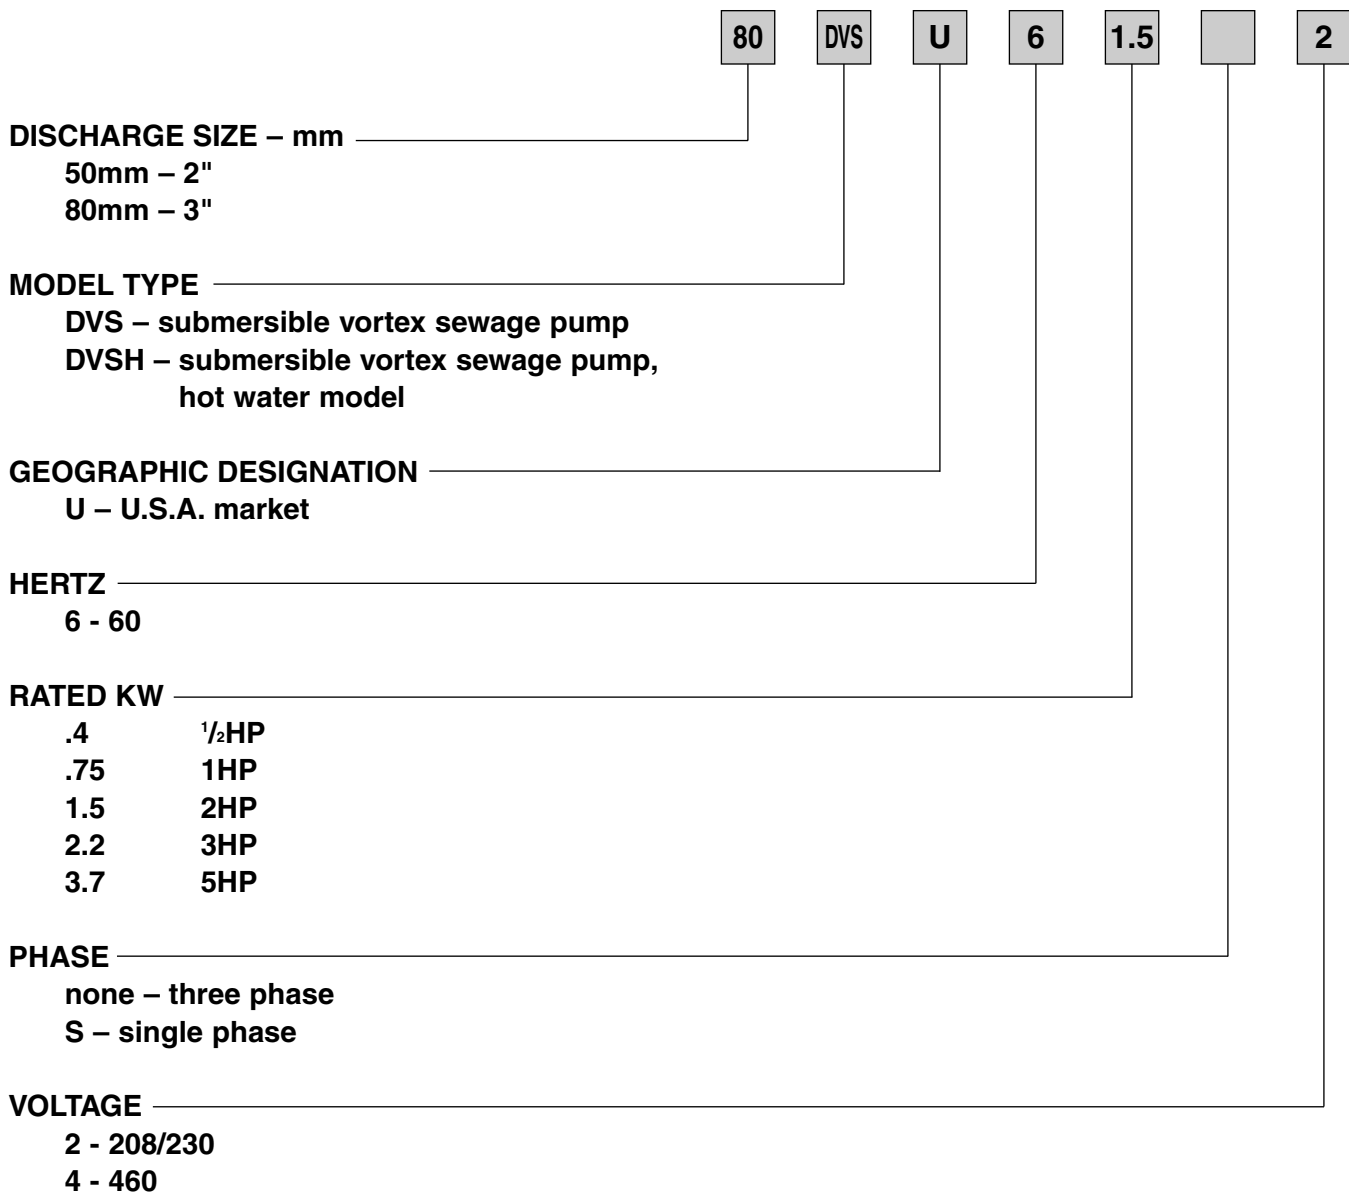 80 DVS U 6 1.5 2
DISCHARGE SIZE – mm
50mm – 2"
80mm – 3"
MODEL TYPE
DVS – submersible vortex sewage pump
DVSH – submersible vortex sewage pump,
hot water model
GEOGRAPHIC DESIGNATION
U – U.S.A. market
HERTZ
6 - 60
RATED KW
.4 1/2HP
.75 1HP
1.5 2HP
2.2 3HP
3.7 5HP
PHASE
none – three phase
S – single phase
VOLTAGE
2 - 208/230
4 - 460